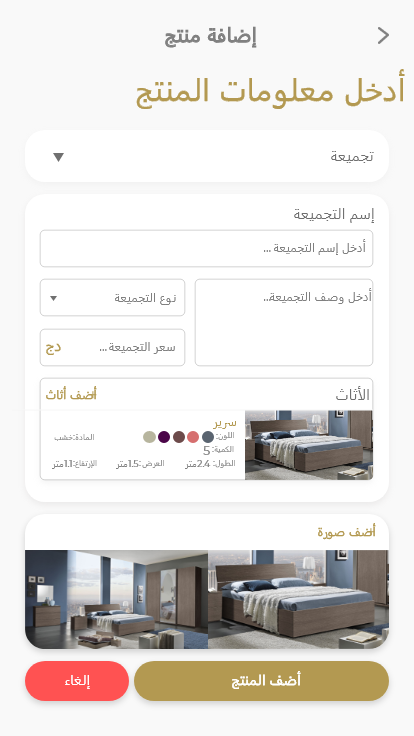 إضافة منتج
أدخل معلومات المنتج
تجميعة
إسم التجميعة
أدخل إسم التجميعة ...
أدخل وصف التجميعة..
نوع التجميعة
سعر التجميعة...
دج
الأثاث
أضف أثاث
سرير
اللون:
المادة:خشب
الكمية: 5
الطول: 2.4متر
العرض:1.5متر
الإرتفاع:1.1متر
أضف صورة
أضف المنتج
إلغاء